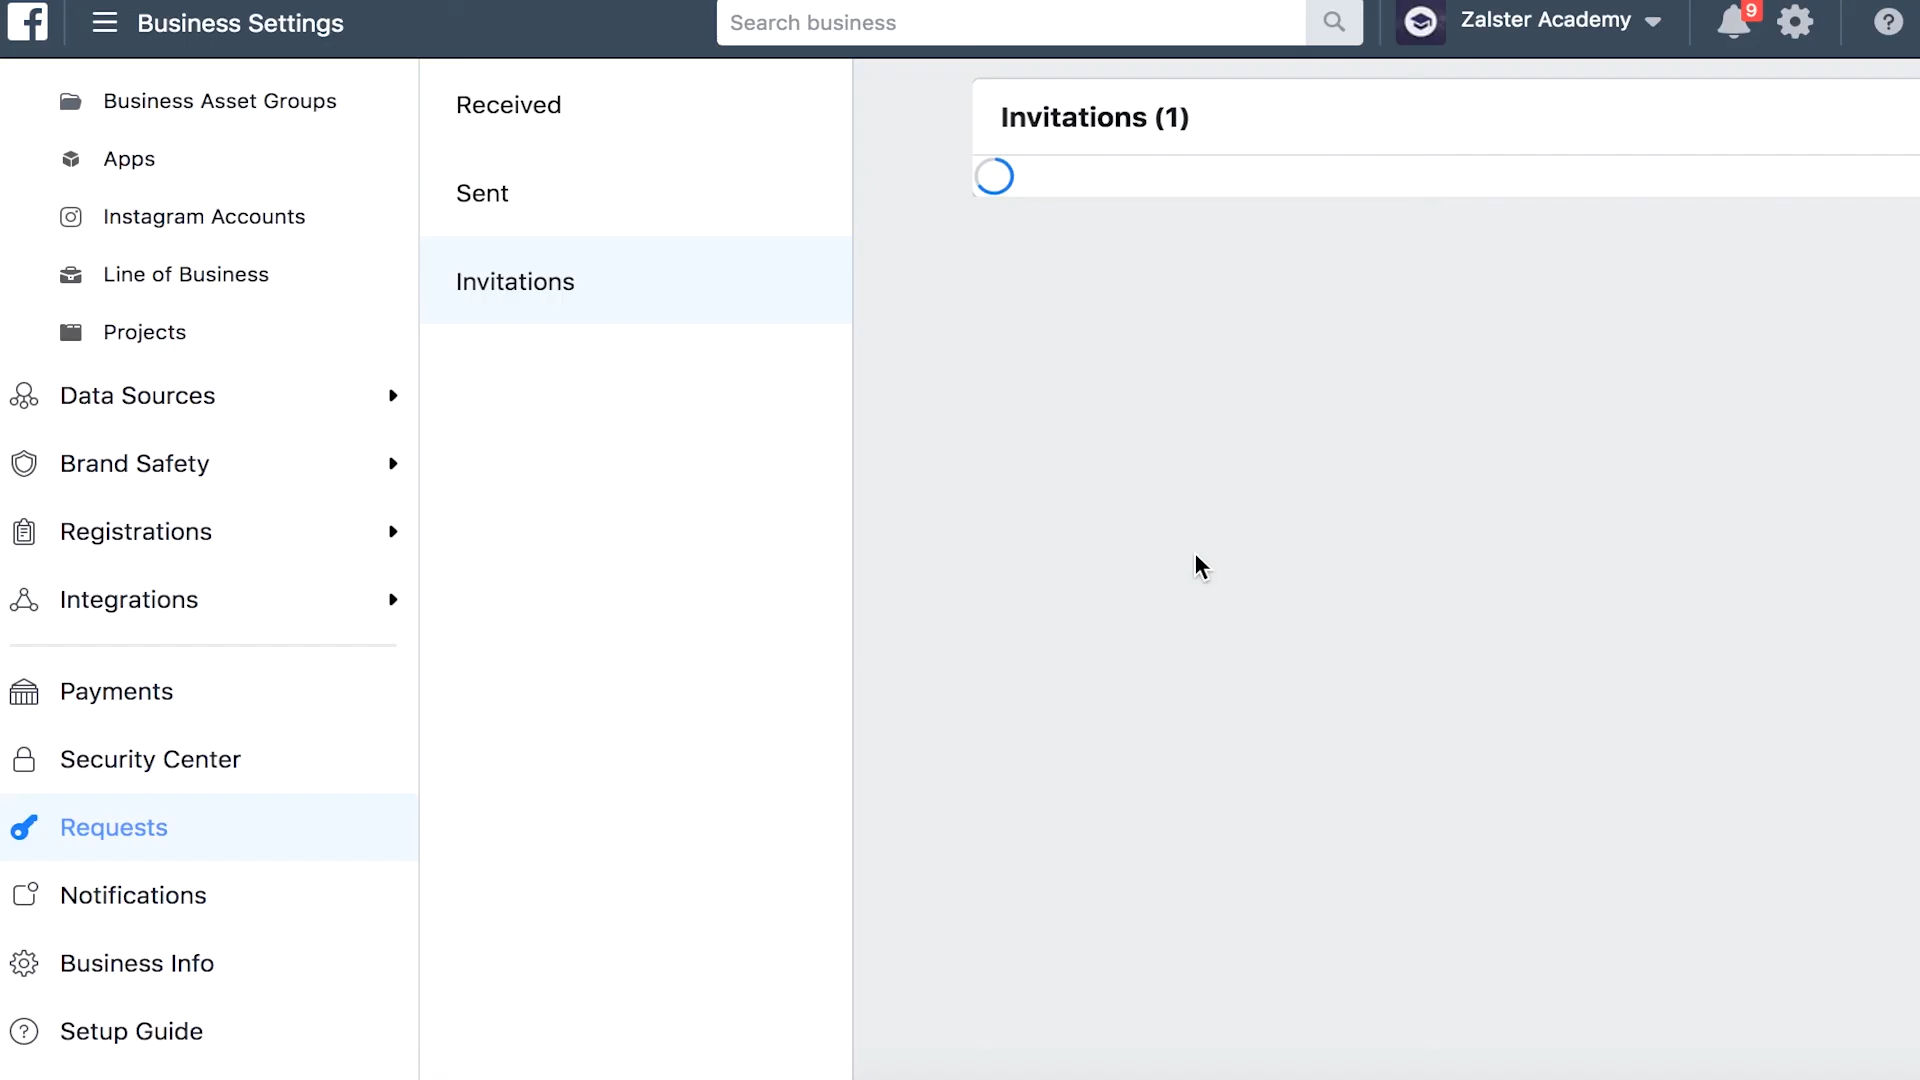 Business Settings
Search business
Zalster Academy
9
Business Asset Groups
Apps
Instagram Accounts
Line of Business
Projects
Data Sources
Brand Safety
Registrations
Integrations
Payments
Security Center
Requests
Notifications
Business Info
Setup Guide
Received
Sent
Invitations
Invitations (1)